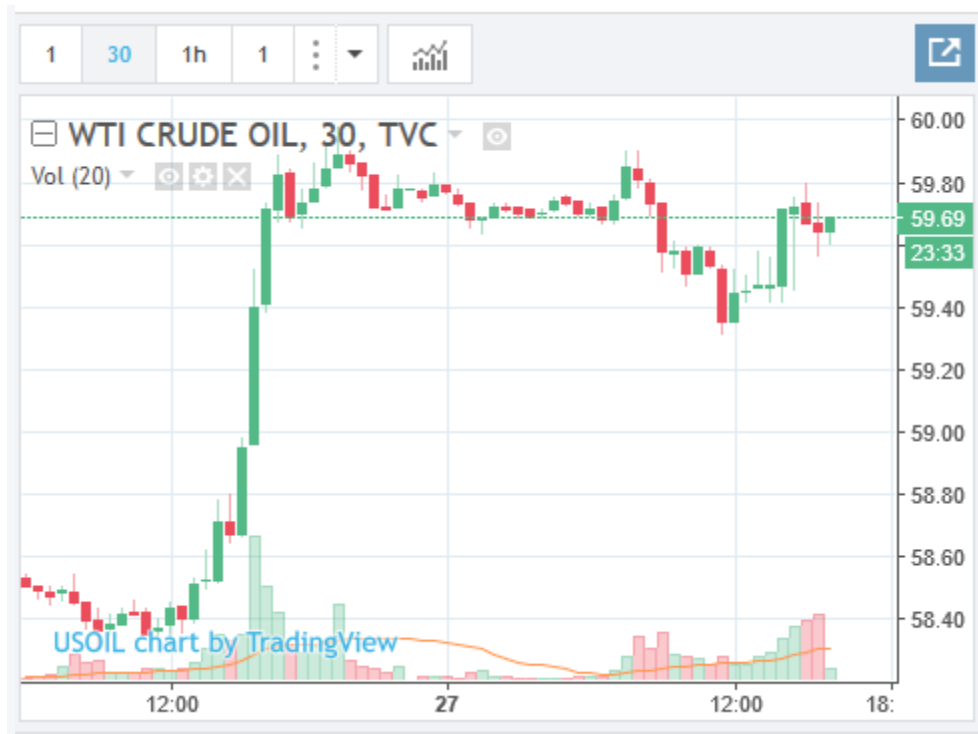 1 30 1h 1
WTI CRUDE OIL, 30, TVC
Vol (20)
60.00
59.80
59.69
23:33
59.40
59.20
59.00
58.80
58.60
58.40
USOIL chart by TradingView
12:00 27 12:00 18: